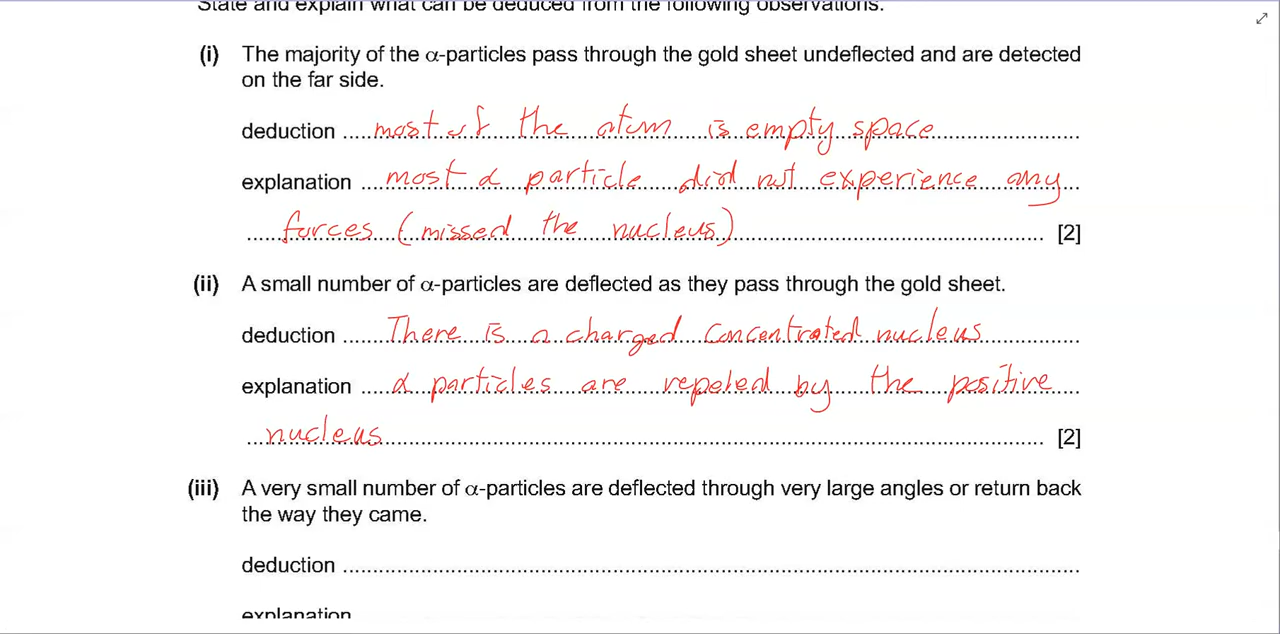 State and explain what can be deduced from the following observations.
(i) The majority of the α-particles pass through the gold sheet undeflected and are detected
on the far side.
deduction most of the atom is empty space
explanation most α particle did not experience any
forces (missed the nucleus) [2]
(ii) A small number of α-particles are deflected as they pass through the gold sheet.
deduction There is a charged concentrated nucleus
explanation α particles are repeled by the positive
nucleus [2]
(iii) A very small number of α-particles are deflected through very large angles or return back
the way they came.
deduction
explanation